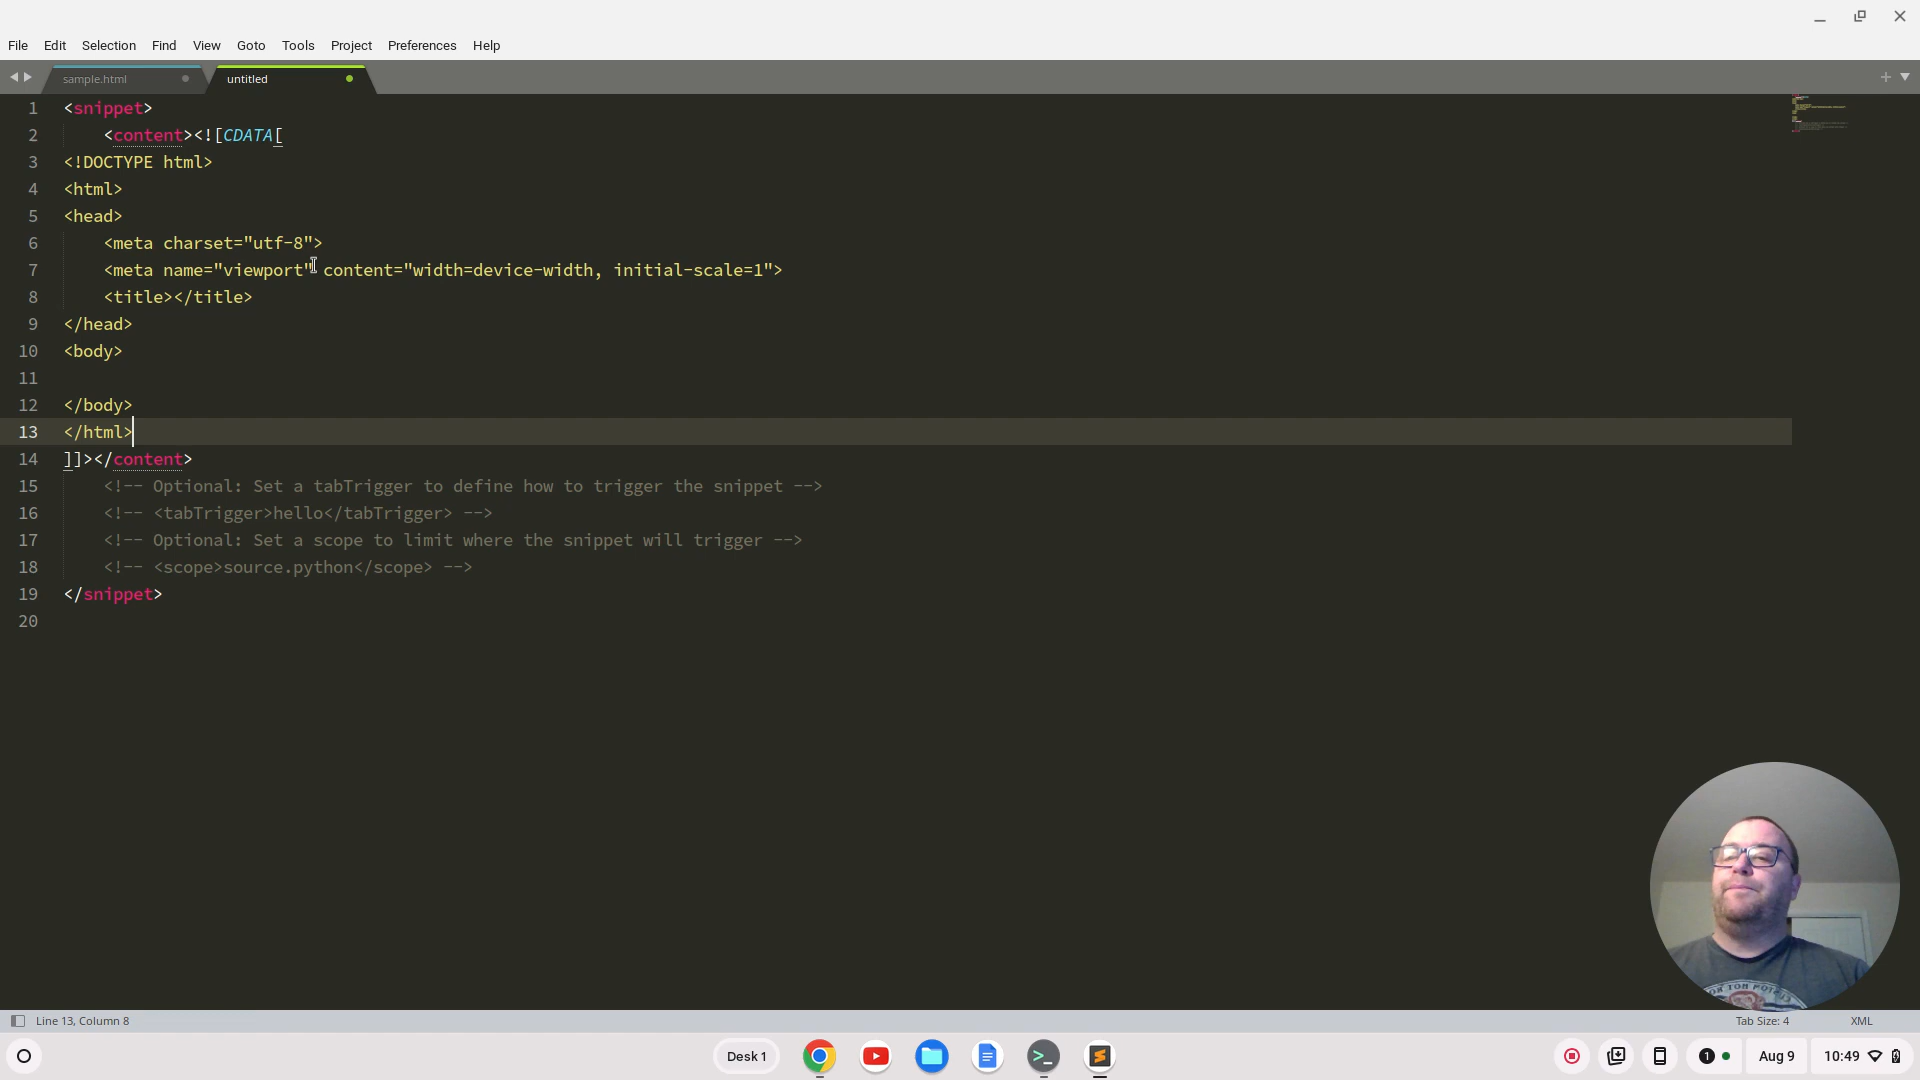 File Edit Selection Find View Goto Tools Project Preferences Help
sample.html untitled
1 <snippet>
2 <content><![CDATA[
3 <!DOCTYPE html>
4 <html>
5 <head>
6 <meta charset="utf-8">
7 <meta name="viewport" content="width=device-width, initial-scale=1">
8 <title></title>
9 </head>
10 <body>
11
12 </body>
13 </html>
14 ]]></content>
15 <!-- Optional: Set a tabTrigger to define how to trigger the snippet -->
16 <!-- <tabTrigger>hello</tabTrigger> -->
17 <!-- Optional: Set a scope to limit where the snippet will trigger -->
18 <!-- <scope>source.python</scope> -->
19 </snippet>
20
Line 13, Column 8 Tab Size: 4 XML
Desk 1 1 Aug 9 10:49